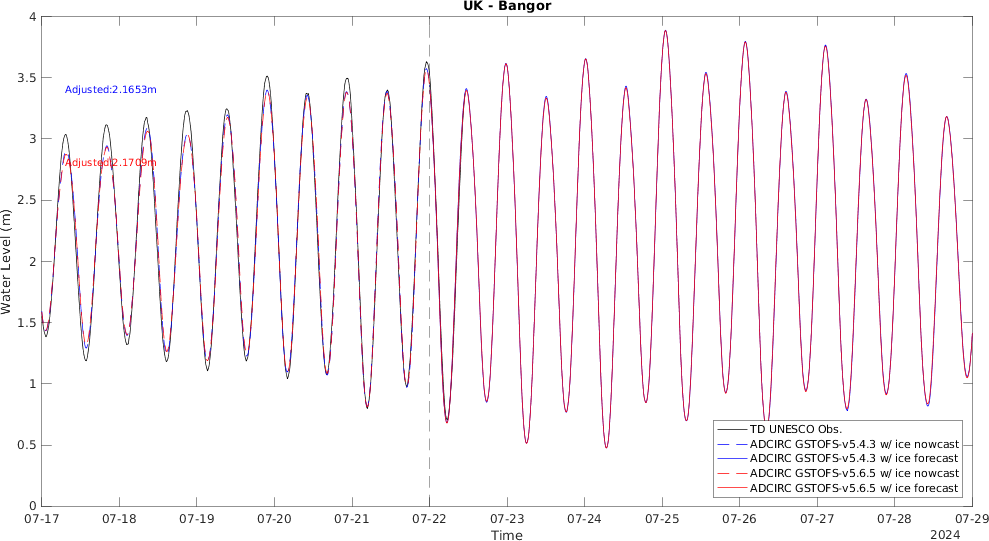 UK - Bangor
4
3.5
3
2.5
2
1.5
1
0.5
0
Water Level (m)
Adjusted:2.1653m
Adjusted:2.1709m
TD UNESCO Obs.
ADCIRC GSTOFS-v5.4.3 w/ ice nowcast
ADCIRC GSTOFS-v5.4.3 w/ ice forecast
ADCIRC GSTOFS-v5.6.5 w/ ice nowcast
ADCIRC GSTOFS-v5.6.5 w/ ice forecast
07-17 07-18 07-19 07-20 07-21 07-22 07-23 07-24 07-25 07-26 07-27 07-28 07-29
Time
2024